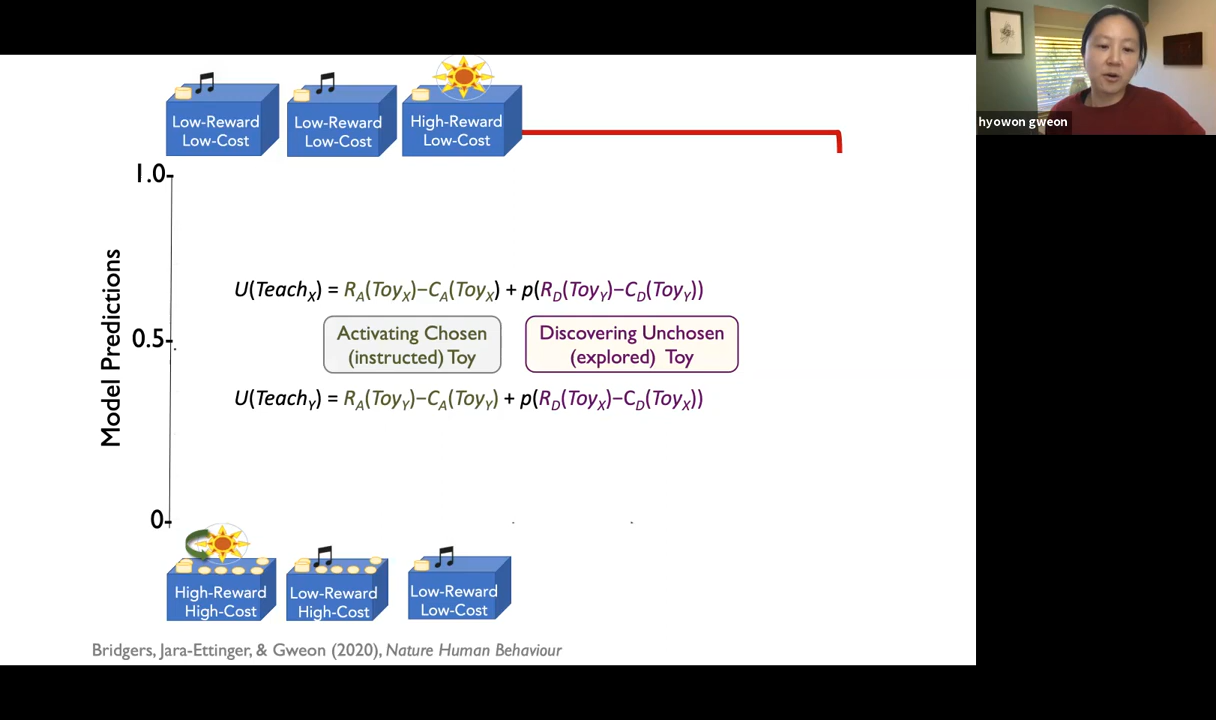 hyowon gweon
Low-Reward
Low-Cost
Low-Reward
Low-Cost
High-Reward
Low-Cost
1.0
Model Predictions
U(Teach_X) = R_A(Toy_X)−C_A(Toy_X) + p(R_D(Toy_Y)−C_D(Toy_Y))
0.5
Activating Chosen
(instructed) Toy
Discovering Unchosen
(explored) Toy
U(Teach_Y) = R_A(Toy_Y)−C_A(Toy_Y) + p(R_D(Toy_X)−C_D(Toy_X))
0
High-Reward
High-Cost
Low-Reward
High-Cost
Low-Reward
Low-Cost
Bridgers, Jara-Ettinger, & Gweon (2020), Nature Human Behaviour